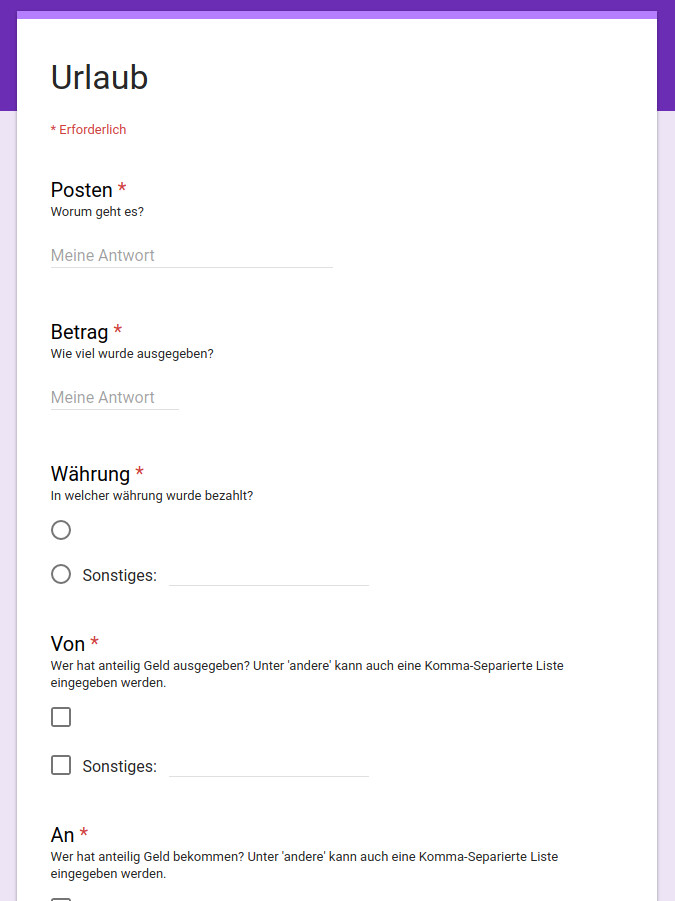 Urlaub
* Erforderlich
Posten *
Worum geht es?
Meine Antwort
Betrag *
Wie viel wurde ausgegeben?
Meine Antwort
Währung *
In welcher währung wurde bezahlt?
Sonstiges:
Von *
Wer hat anteilig Geld ausgegeben? Unter 'andere' kann auch eine Komma-Separierte Liste
eingegeben werden.
Sonstiges:
An *
Wer hat anteilig Geld bekommen? Unter 'andere' kann auch eine Komma-Separierte Liste
eingegeben werden.